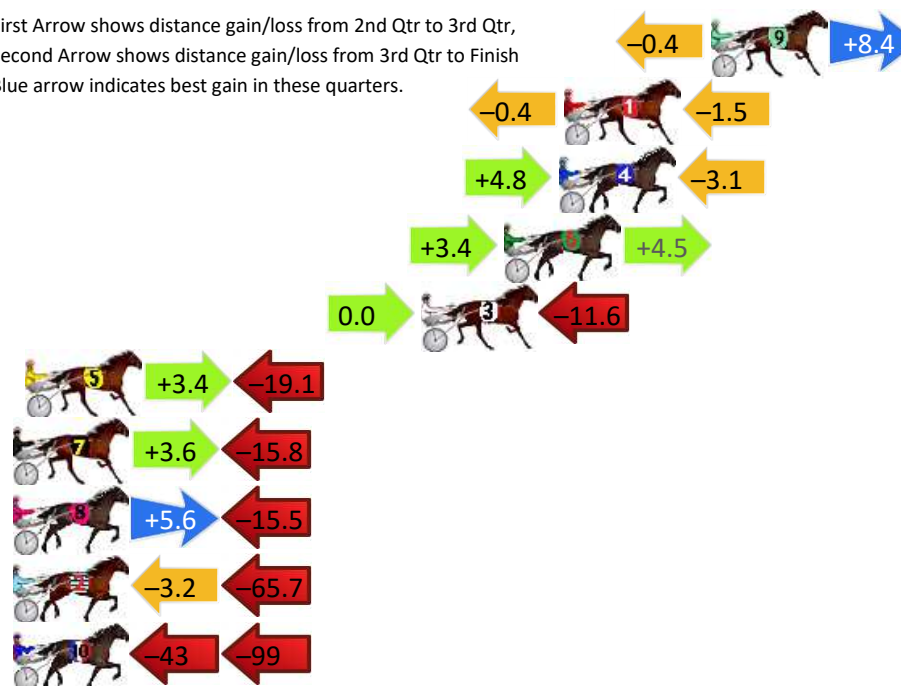 irst Arrow shows distance gain/loss from 2nd Qtr to 3rd Qtr,
econd Arrow shows distance gain/loss from 3rd Qtr to Finish
lue arrow indicates best gain in these quarters.
–0.4 9 +8.4
–0.4 1 –1.5
+4.8 4 –3.1
+3.4 6 +4.5
0.0 3 –11.6
5 +3.4 –19.1
7 +3.6 –15.8
8 +5.6 –15.5
2 –3.2 –65.7
10 –43 –99